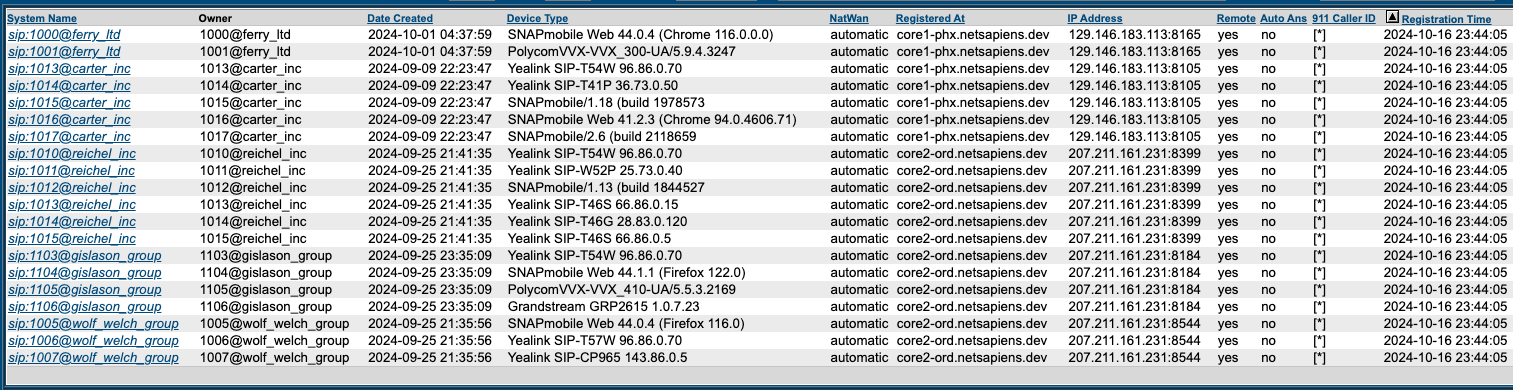 System Name Owner Date Created Device Type NatWan Registered At IP Address Remote Auto Ans 911 Caller ID Registration Time
sip:1000@ferry_ltd 1000@ferry_ltd 2024-10-01 04:37:59 SNAPmobile Web 44.0.4 (Chrome 116.0.0.0) automatic core1-phx.netsapiens.dev 129.146.183.113:8165 yes no [*] 2024-10-16 23:44:05
sip:1001@ferry_ltd 1001@ferry_ltd 2024-10-01 04:37:59 PolycomVVX-VVX_300-UA/5.9.4.3247 automatic core1-phx.netsapiens.dev 129.146.183.113:8165 yes no [*] 2024-10-16 23:44:05
sip:1013@carter_inc 1013@carter_inc 2024-09-09 22:23:47 Yealink SIP-T54W 96.86.0.70 automatic core1-phx.netsapiens.dev 129.146.183.113:8105 yes no [*] 2024-10-16 23:44:05
sip:1014@carter_inc 1014@carter_inc 2024-09-09 22:23:47 Yealink SIP-T41P 36.73.0.50 automatic core1-phx.netsapiens.dev 129.146.183.113:8105 yes no [*] 2024-10-16 23:44:05
sip:1015@carter_inc 1015@carter_inc 2024-09-09 22:23:47 SNAPmobile/1.18 (build 1978573 automatic core1-phx.netsapiens.dev 129.146.183.113:8105 yes no [*] 2024-10-16 23:44:05
sip:1016@carter_inc 1016@carter_inc 2024-09-09 22:23:47 SNAPmobile Web 41.2.3 (Chrome 94.0.4606.71) automatic core1-phx.netsapiens.dev 129.146.183.113:8105 yes no [*] 2024-10-16 23:44:05
sip:1017@carter_inc 1017@carter_inc 2024-09-09 22:23:47 SNAPmobile/2.6 (build 2118659 automatic core1-phx.netsapiens.dev 129.146.183.113:8105 yes no [*] 2024-10-16 23:44:05
sip:1010@reichel_inc 1010@reichel_inc 2024-09-25 21:41:35 Yealink SIP-T54W 96.86.0.70 automatic core2-ord.netsapiens.dev 207.211.161.231:8399 yes no [*] 2024-10-16 23:44:05
sip:1011@reichel_inc 1011@reichel_inc 2024-09-25 21:41:35 Yealink SIP-W52P 25.73.0.40 automatic core2-ord.netsapiens.dev 207.211.161.231:8399 yes no [*] 2024-10-16 23:44:05
sip:1012@reichel_inc 1012@reichel_inc 2024-09-25 21:41:35 SNAPmobile/1.13 (build 1844527 automatic core2-ord.netsapiens.dev 207.211.161.231:8399 yes no [*] 2024-10-16 23:44:05
sip:1013@reichel_inc 1013@reichel_inc 2024-09-25 21:41:35 Yealink SIP-T46S 66.86.0.15 automatic core2-ord.netsapiens.dev 207.211.161.231:8399 yes no [*] 2024-10-16 23:44:05
sip:1014@reichel_inc 1014@reichel_inc 2024-09-25 21:41:35 Yealink SIP-T46G 28.83.0.120 automatic core2-ord.netsapiens.dev 207.211.161.231:8399 yes no [*] 2024-10-16 23:44:05
sip:1015@reichel_inc 1015@reichel_inc 2024-09-25 21:41:35 Yealink SIP-T46S 66.86.0.5 automatic core2-ord.netsapiens.dev 207.211.161.231:8399 yes no [*] 2024-10-16 23:44:05
sip:1103@gislason_group 1103@gislason_group 2024-09-25 23:35:09 Yealink SIP-T54W 96.86.0.70 automatic core2-ord.netsapiens.dev 207.211.161.231:8184 yes no [*] 2024-10-16 23:44:05
sip:1104@gislason_group 1104@gislason_group 2024-09-25 23:35:09 SNAPmobile Web 44.1.1 (Firefox 122.0) automatic core2-ord.netsapiens.dev 207.211.161.231:8184 yes no [*] 2024-10-16 23:44:05
sip:1105@gislason_group 1105@gislason_group 2024-09-25 23:35:09 PolycomVVX-VVX_410-UA/5.5.3.2169 automatic core2-ord.netsapiens.dev 207.211.161.231:8184 yes no [*] 2024-10-16 23:44:05
sip:1106@gislason_group 1106@gislason_group 2024-09-25 23:35:09 Grandstream GRP2615 1.0.7.23 automatic core2-ord.netsapiens.dev 207.211.161.231:8184 yes no [*] 2024-10-16 23:44:05
sip:1005@wolf_welch_group 1005@wolf_welch_group 2024-09-25 21:35:56 SNAPmobile Web 44.0.4 (Firefox 116.0) automatic core2-ord.netsapiens.dev 207.211.161.231:8544 yes no [*] 2024-10-16 23:44:05
sip:1006@wolf_welch_group 1006@wolf_welch_group 2024-09-25 21:35:56 Yealink SIP-T57W 96.86.0.70 automatic core2-ord.netsapiens.dev 207.211.161.231:8544 yes no [*] 2024-10-16 23:44:05
sip:1007@wolf_welch_group 1007@wolf_welch_group 2024-09-25 21:35:56 Yealink SIP-CP965 143.86.0.5 automatic core2-ord.netsapiens.dev 207.211.161.231:8544 yes no [*] 2024-10-16 23:44:05